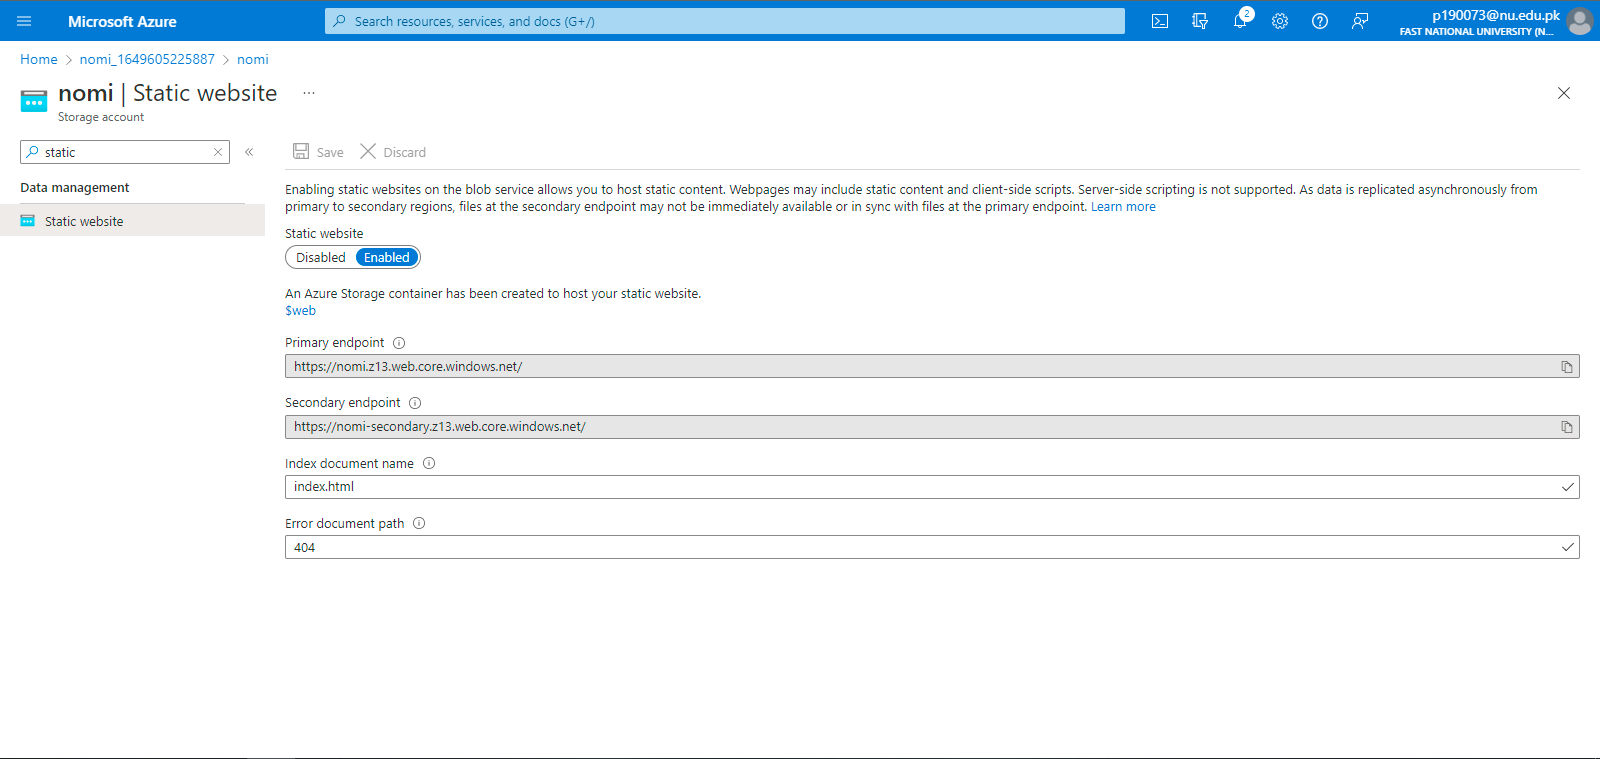 Microsoft Azure
Search resources, services, and docs (G+/)
2
p190073@nu.edu.pk
FAST NATIONAL UNIVERSITY (N...
Home > nomi_1649605225887 > nomi
nomi | Static website ...
Storage account
static
«
Save
Discard
Data management
Static website
Enabling static websites on the blob service allows you to host static content. Webpages may include static content and client-side scripts. Server-side scripting is not supported. As data is replicated asynchronously from
primary to secondary regions, files at the secondary endpoint may not be immediately available or in sync with files at the primary endpoint. Learn more
Static website
Disabled Enabled
An Azure Storage container has been created to host your static website.
$web
Primary endpoint
https://nomi.z13.web.core.windows.net/
Secondary endpoint
https://nomi-secondary.z13.web.core.windows.net/
Index document name
index.html
Error document path
404